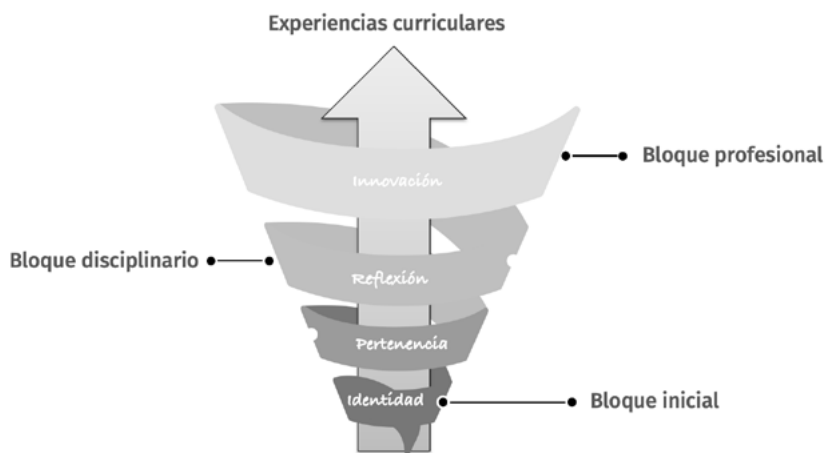 Experiencias curriculares
Innovación
Bloque profesional
Bloque disciplinario
Reflexión
Pertenencia
Identidad
Bloque inicial